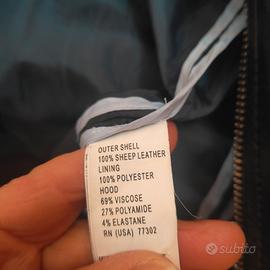 OUTER SHELL
100% SHEEP LEATHER
LINING
100% POLYESTER
HOOD
69% VISCOSE
27% POLYAMIDE
4% ELASTANE
RN (USA) 77302
subito